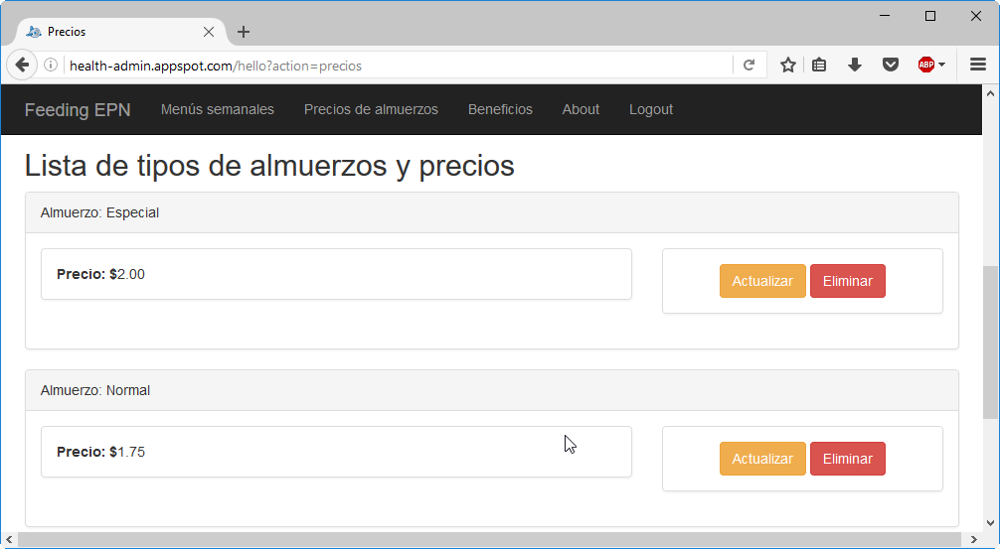 Precios
health-admin.appspot.com/hello?action=precios
ABP
Feeding EPN Menús semanales Precios de almuerzos Beneficios About Logout
Lista de tipos de almuerzos y precios
Almuerzo: Especial
Precio: $2.00
Actualizar Eliminar
Almuerzo: Normal
Precio: $1.75
Actualizar Eliminar